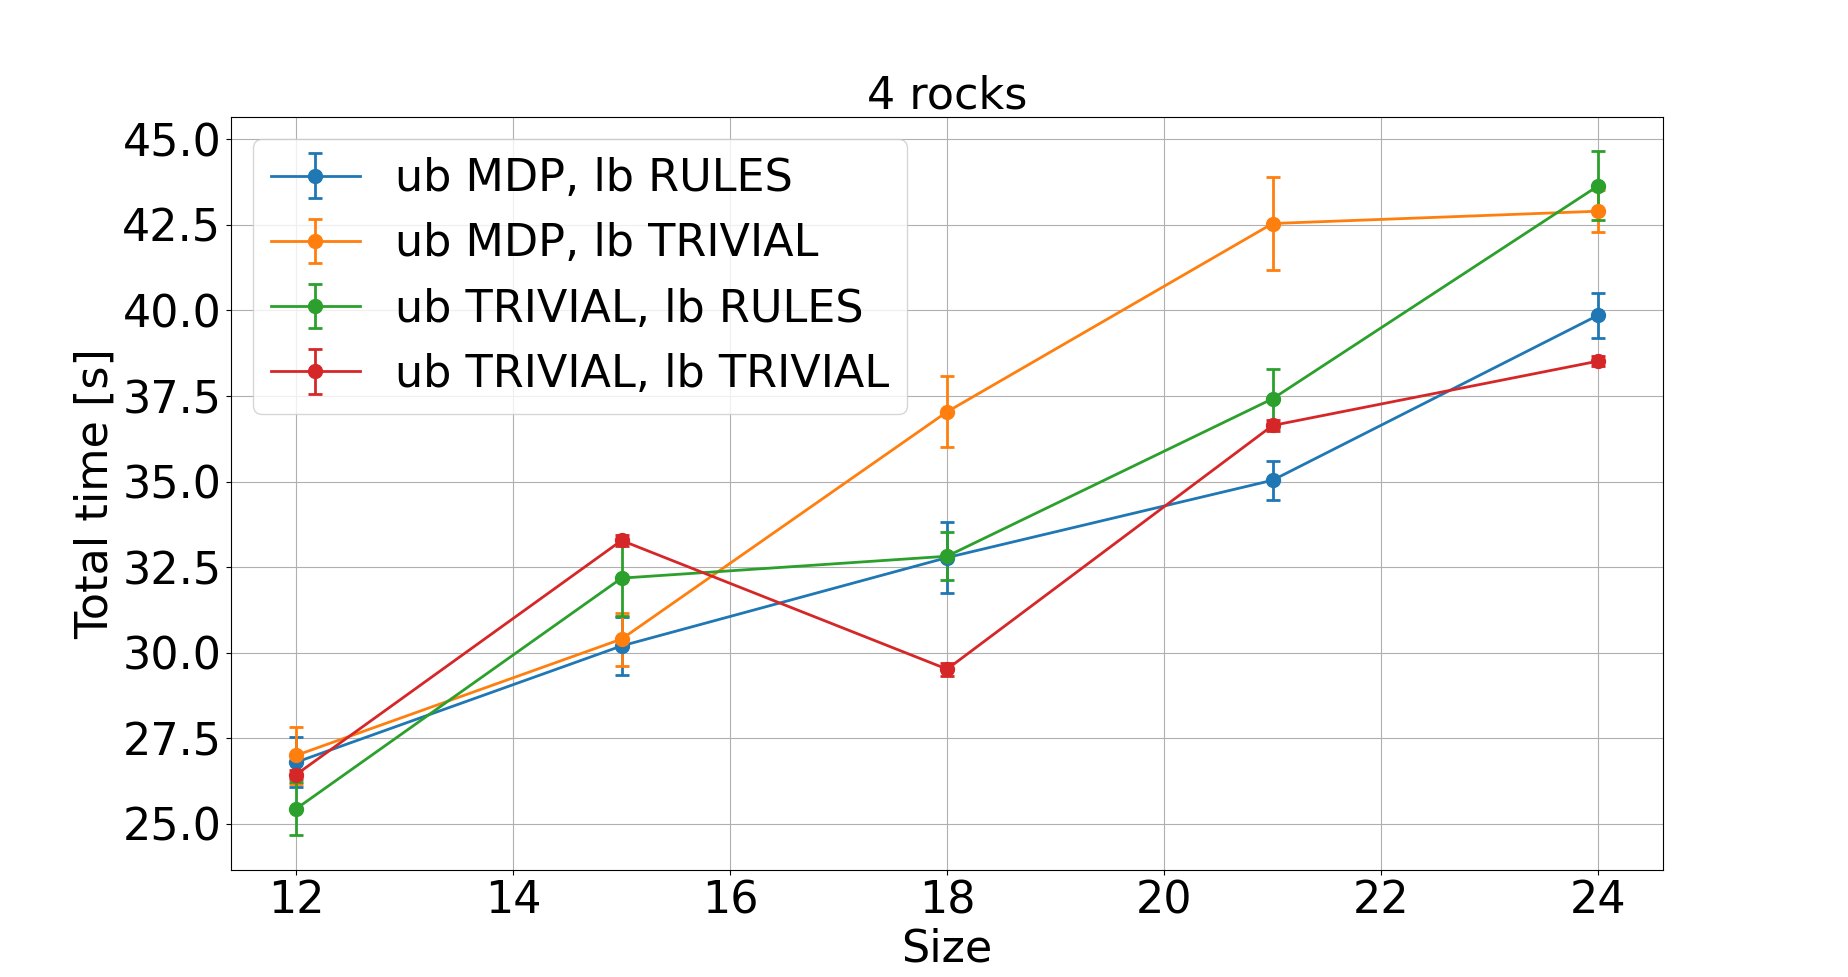 4 rocks
45.0
42.5
40.0
37.5
35.0
32.5
30.0
27.5
25.0
Total time [s]
ub MDP, lb RULES
ub MDP, lb TRIVIAL
ub TRIVIAL, lb RULES
ub TRIVIAL, lb TRIVIAL
12 14 16 18 20 22 24
Size